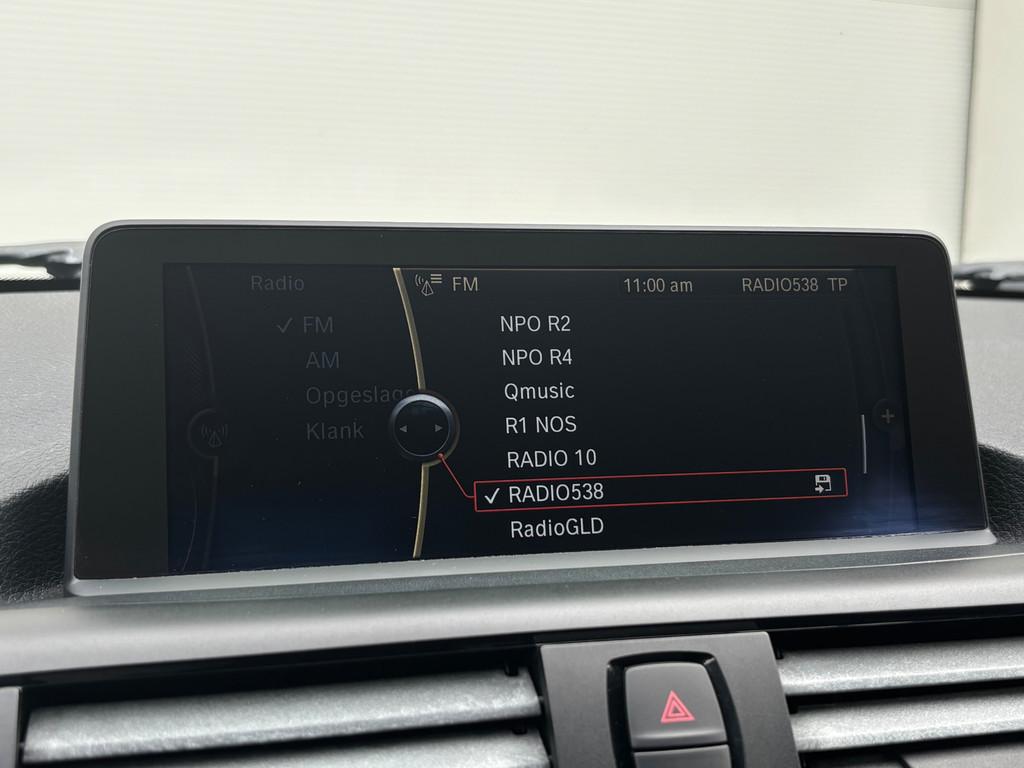 Radio
FM 11:00 am RADIO538 TP
FM
AM
Klank
NPO R2
NPO R4
Qmusic
R1 NOS
RADIO 10
RADIO538
RadioGLD